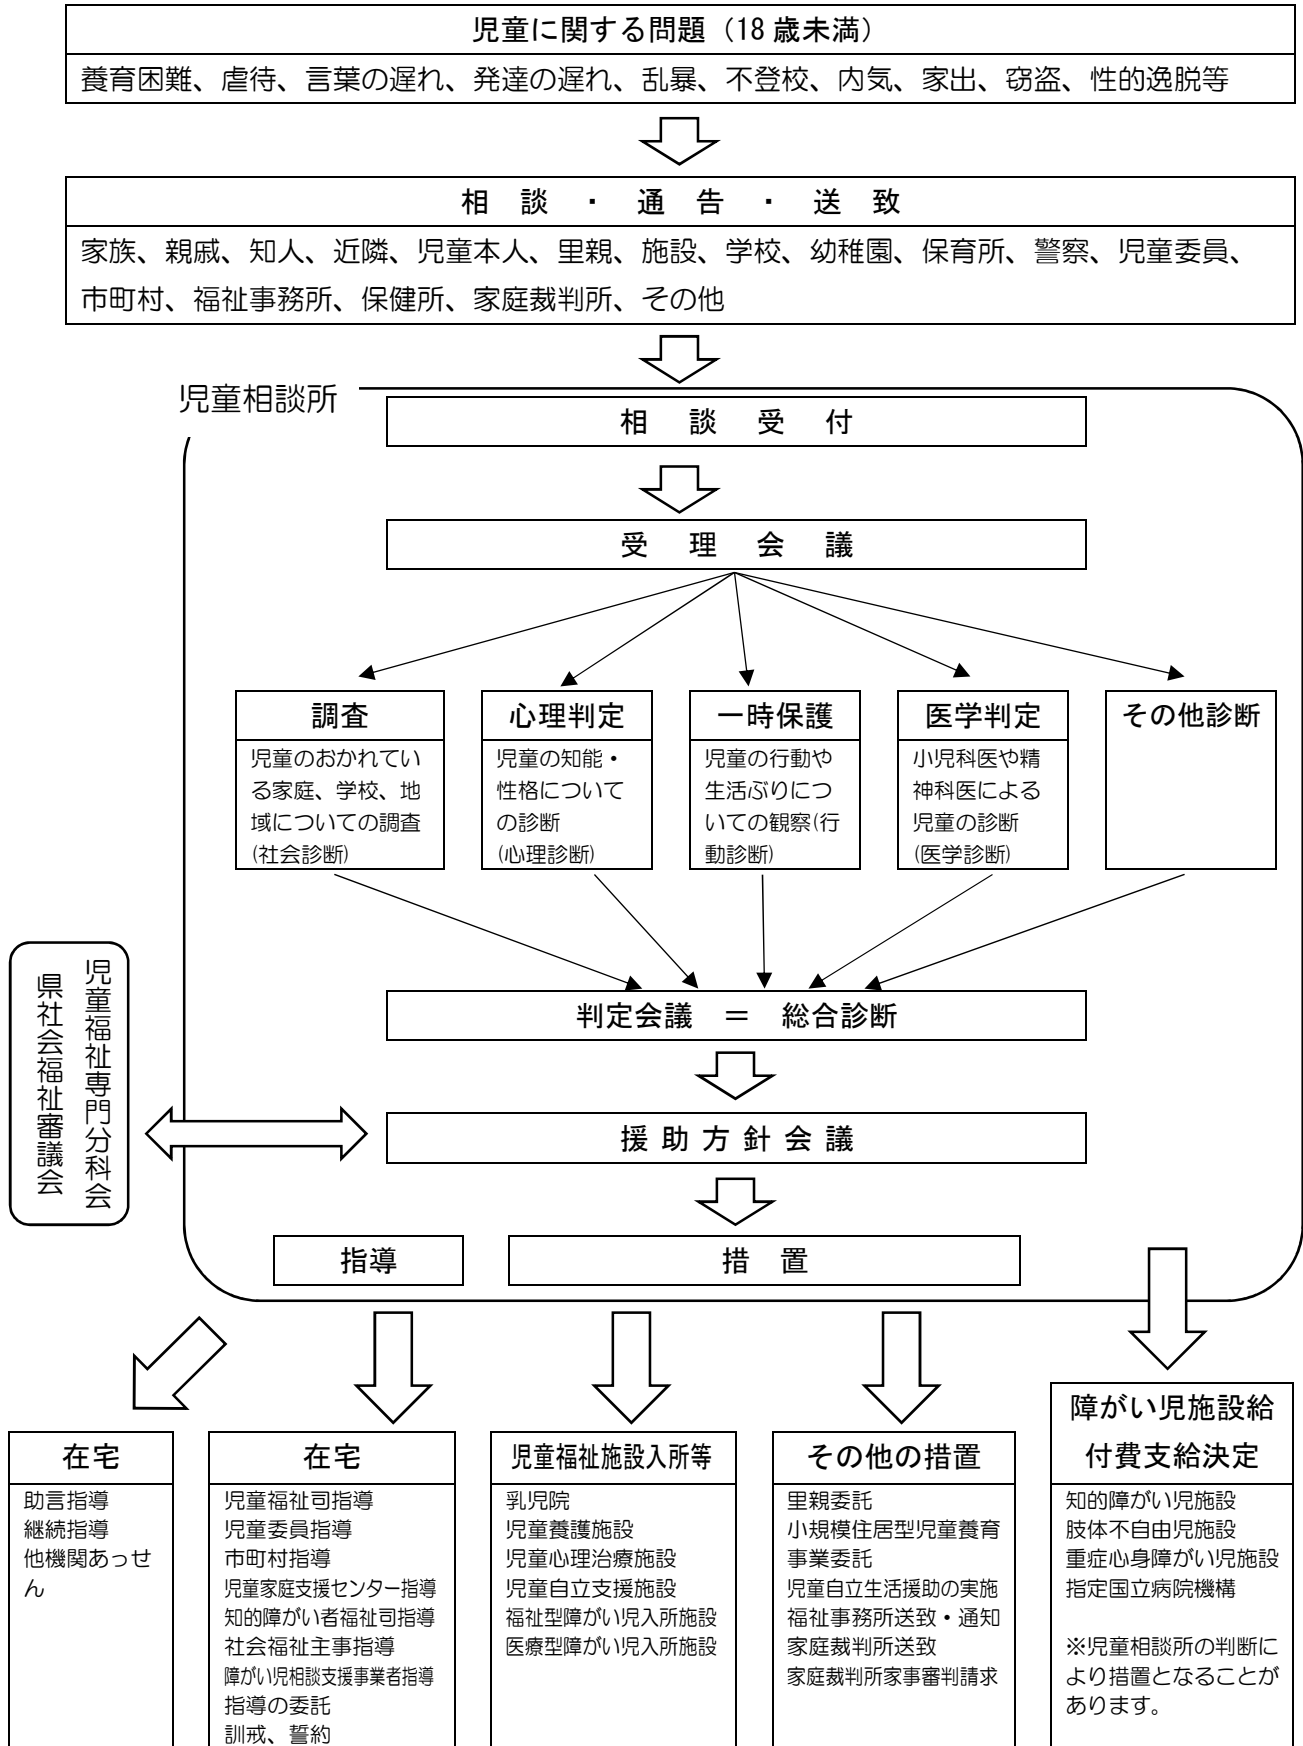 児童に関する問題（18 歳未満）
養育困難、虐待、言葉の遅れ、発達の遅れ、乱暴、不登校、内気、家出、窃盗、性的逸脱等
相　談　・　通　告　・　送　致
家族、親戚、知人、近隣、児童本人、里親、施設、学校、幼稚園、保育所、警察、児童委員、
市町村、福祉事務所、保健所、家庭裁判所、その他
児童相談所
相　談　受　付
受　理　会　議
調査
児童のおかれてい
る家庭、学校、地
域についての調査
(社会診断)
心理判定
児童の知能・
性格について
の診断
(心理診断)
一時保護
児童の行動や
生活ぶりにつ
いての観察(行
動診断)
医学判定
小児科医や精
神科医による
児童の診断
(医学診断)
その他診断
判定会議　＝　総合診断
児童福祉専門分科会
県社会福祉審議会
援 助 方 針 会 議
指導
措　置
在宅
助言指導
継続指導
他機関あっせ
ん
在宅
児童福祉司指導
児童委員指導
市町村指導
児童家庭支援センター指導
知的障がい者福祉司指導
社会福祉主事指導
障がい児相談支援事業者指導
指導の委託
訓戒、誓約
児童福祉施設入所等
乳児院
児童養護施設
児童心理治療施設
児童自立支援施設
福祉型障がい児入所施設
医療型障がい児入所施設
その他の措置
里親委託
小規模住居型児童養育
事業委託
児童自立生活援助の実施
福祉事務所送致・通知
家庭裁判所送致
家庭裁判所家事審判請求
障がい児施設給
付費支給決定
知的障がい児施設
肢体不自由児施設
重症心身障がい児施設
指定国立病院機構
※児童相談所の判断に
より措置となることが
あります。